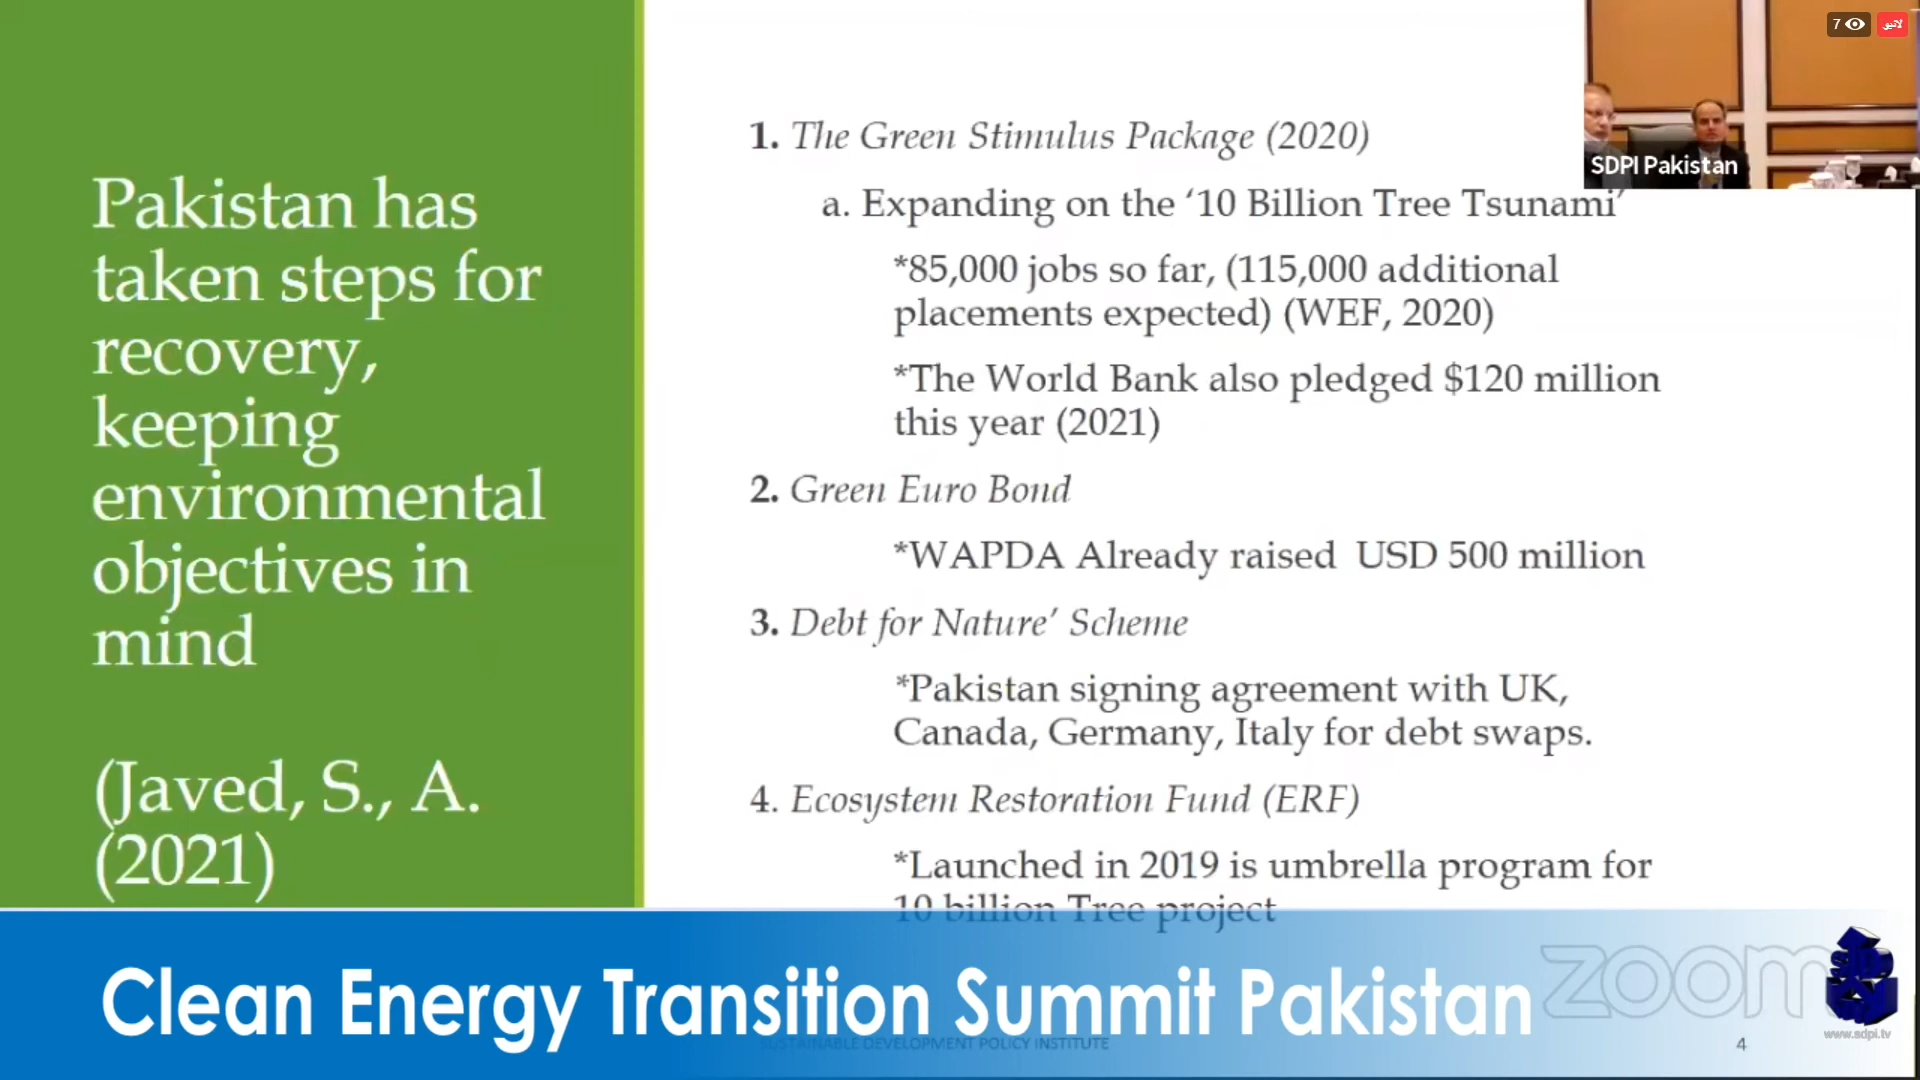 7
لائیو
SDPI Pakistan
Pakistan has
taken steps for
recovery,
keeping
environmental
objectives in
mind
(Javed, S., A.
(2021)
1. The Green Stimulus Package (2020)
a. Expanding on the ‘10 Billion Tree Tsunami’
*85,000 jobs so far, (115,000 additional
placements expected) (WEF, 2020)
*The World Bank also pledged $120 million
this year (2021)
2. Green Euro Bond
*WAPDA Already raised USD 500 million
3. Debt for Nature’ Scheme
*Pakistan signing agreement with UK,
Canada, Germany, Italy for debt swaps.
4. Ecosystem Restoration Fund (ERF)
*Launched in 2019 is umbrella program for
10 billion Tree project
Clean Energy Transition Summit Pakistan
zoom
SUSTAINABLE DEVELOPMENT POLICY INSTITUTE
4
www.sdpi.tv